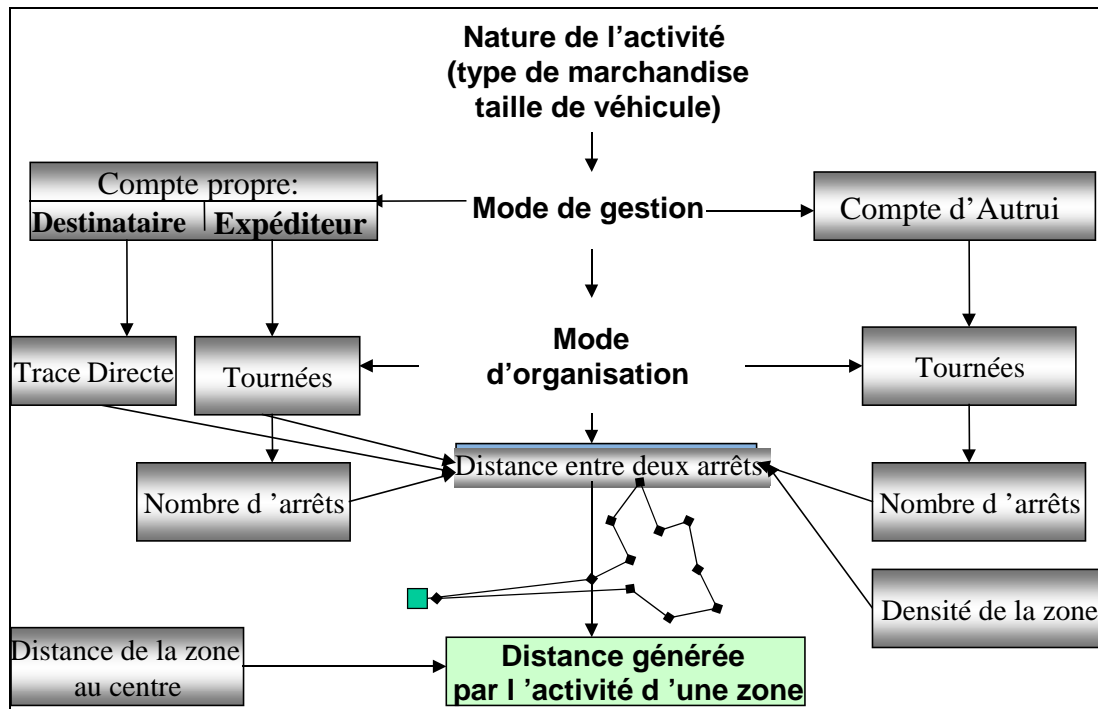 Nature de l'activité
(type de marchandise
taille de véhicule)
Compte propre:
Destinataire Expéditeur
Mode de gestion
Compte d'Autrui
Trace Directe
Tournées
Mode
d'organisation
Tournées
Distance entre deux arrêts
Nombre d 'arrêts
Nombre d 'arrêts
Densité de la zone
Distance de la zone
au centre
Distance générée
par l 'activité d 'une zone